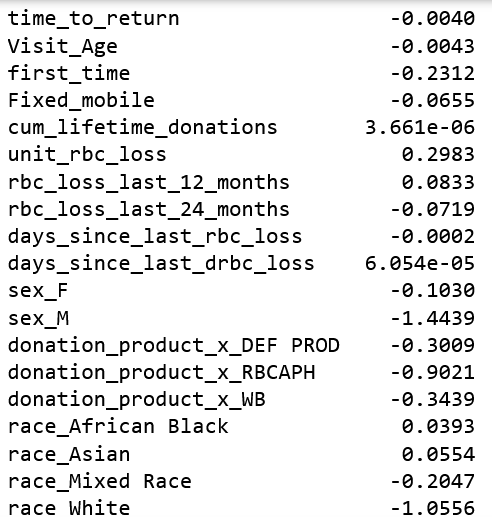 time_to_return -0.0040
Visit_Age -0.0043
first_time -0.2312
Fixed_mobile -0.0655
cum_lifetime_donations 3.661e-06
unit_rbc_loss 0.2983
rbc_loss_last_12_months 0.0833
rbc_loss_last_24_months -0.0719
days_since_last_rbc_loss -0.0002
days_since_last_drbc_loss 6.054e-05
sex_F -0.1030
sex_M -1.4439
donation_product_x_DEF PROD -0.3009
donation_product_x_RBCAPH -0.9021
donation_product_x_WB -0.3439
race_African Black 0.0393
race_Asian 0.0554
race_Mixed Race -0.2047
race_White -1.0556